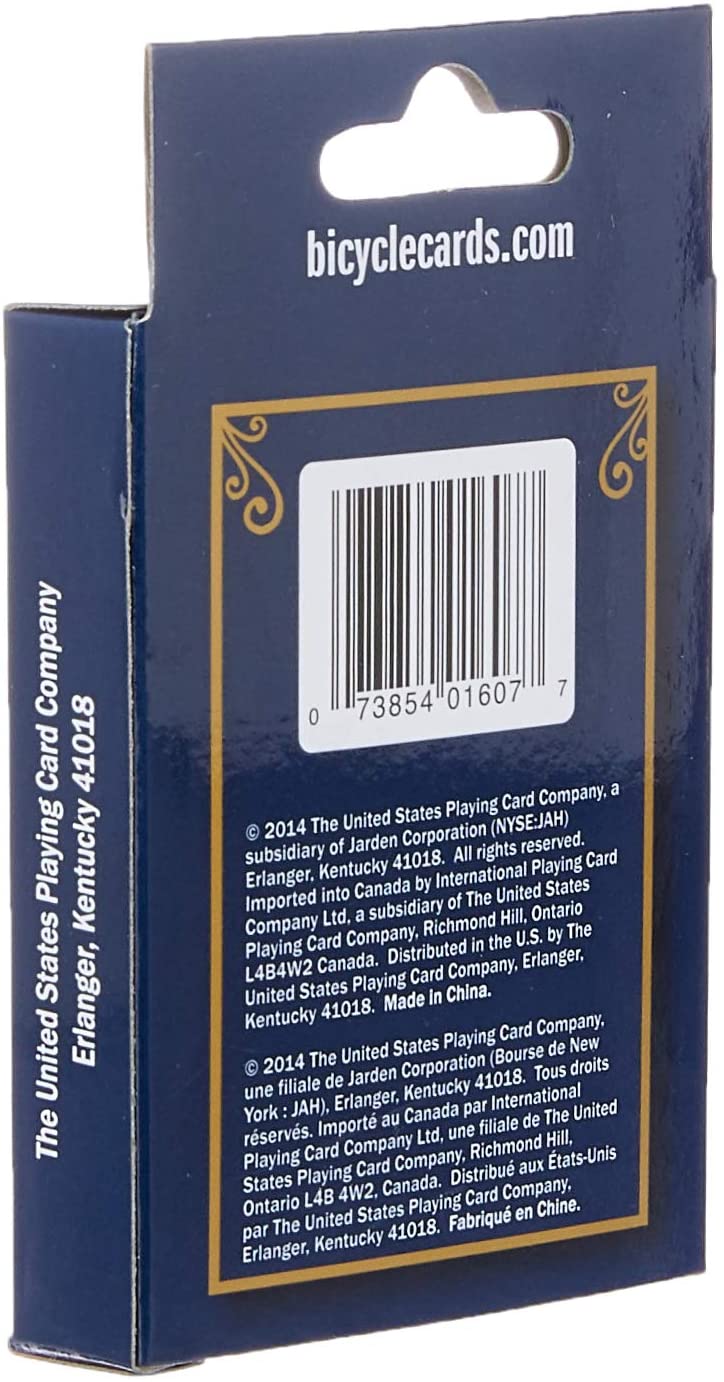 bicyclecards.com
0 73854 01607 7
© 2014 The United States Playing Card Company, a
subsidiary of Jarden Corporation (NYSE:JAH)
Erlanger, Kentucky 41018. All rights reserved.
Imported into Canada by International Playing Card
Company Ltd, a subsidiary of The United States
Playing Card Company, Richmond Hill, Ontario
L4B4W2 Canada. Distributed in the U.S. by The
United States Playing Card Company, Erlanger,
Kentucky 41018. Made in China.
© 2014 The United States Playing Card Company,
une filiale de Jarden Corporation (Bourse de New
York : JAH), Erlanger, Kentucky 41018. Tous droits
réservés. Importé au Canada par International
Playing Card Company Ltd, une filiale de The United
States Playing Card Company, Richmond Hill,
Ontario L4B 4W2, Canada. Distribué aux États-Unis
par The United States Playing Card Company,
Erlanger, Kentucky 41018. Fabriqué en Chine.
The United States Playing Card Company
Erlanger, Kentucky 41018